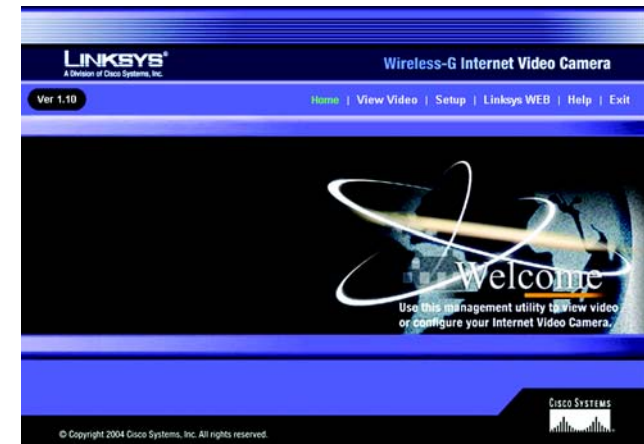 LINKSYS®
A Division of Cisco Systems, Inc.
Wireless-G Internet Video Camera
Ver 1.10
Home | View Video | Setup | Linksys WEB | Help | Exit
Welcome
Use this management utility to view video
or configure your Internet Video Camera.
CISCO SYSTEMS
© Copyright 2004 Cisco Systems, Inc. All rights reserved.